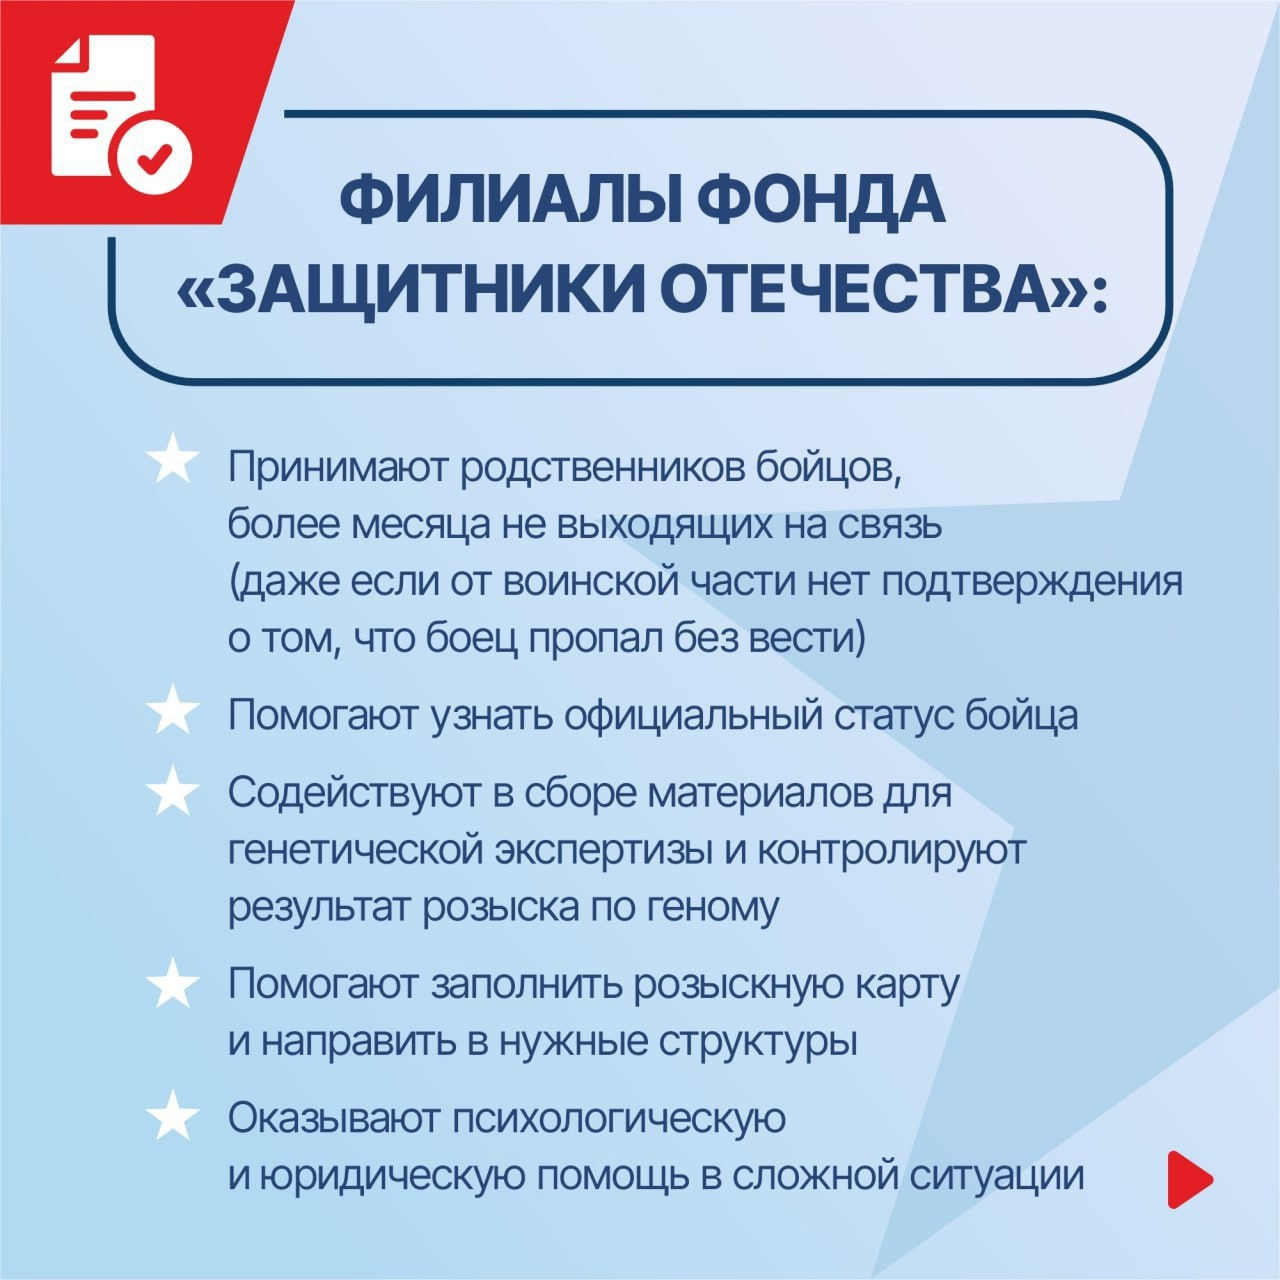 ФИЛИАЛЫ ФОНДА
«ЗАЩИТНИКИ ОТЕЧЕСТВА»:
Принимают родственников бойцов,
более месяца не выходящих на связь
(даже если от воинской части нет подтверждения
о том, что боец пропал без вести)
Помогают узнать официальный статус бойца
Содействуют в сборе материалов для
генетической экспертизы и контролируют
результат розыска по геному
Помогают заполнить розыскную карту
и направить в нужные структуры
Оказывают психологическую
и юридическую помощь в сложной ситуации